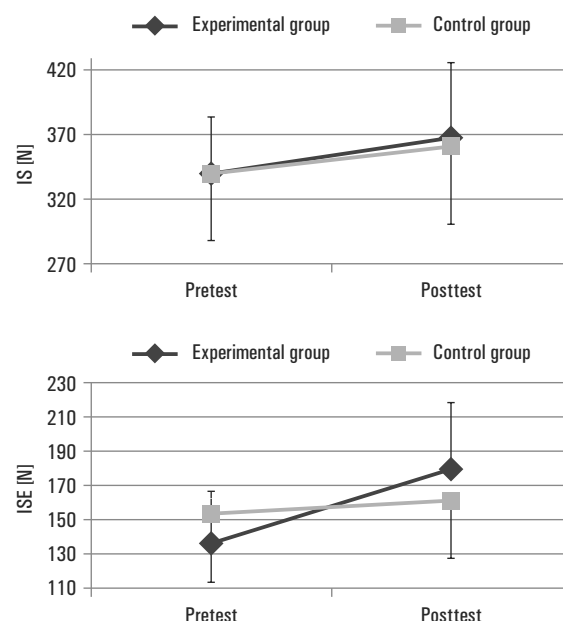 Experimental group Control group
420
370
320
270
IS [N]
Pretest Posttest
Experimental group Control group
230
210
190
170
150
130
110
ISE [N]
Pretest Posttest